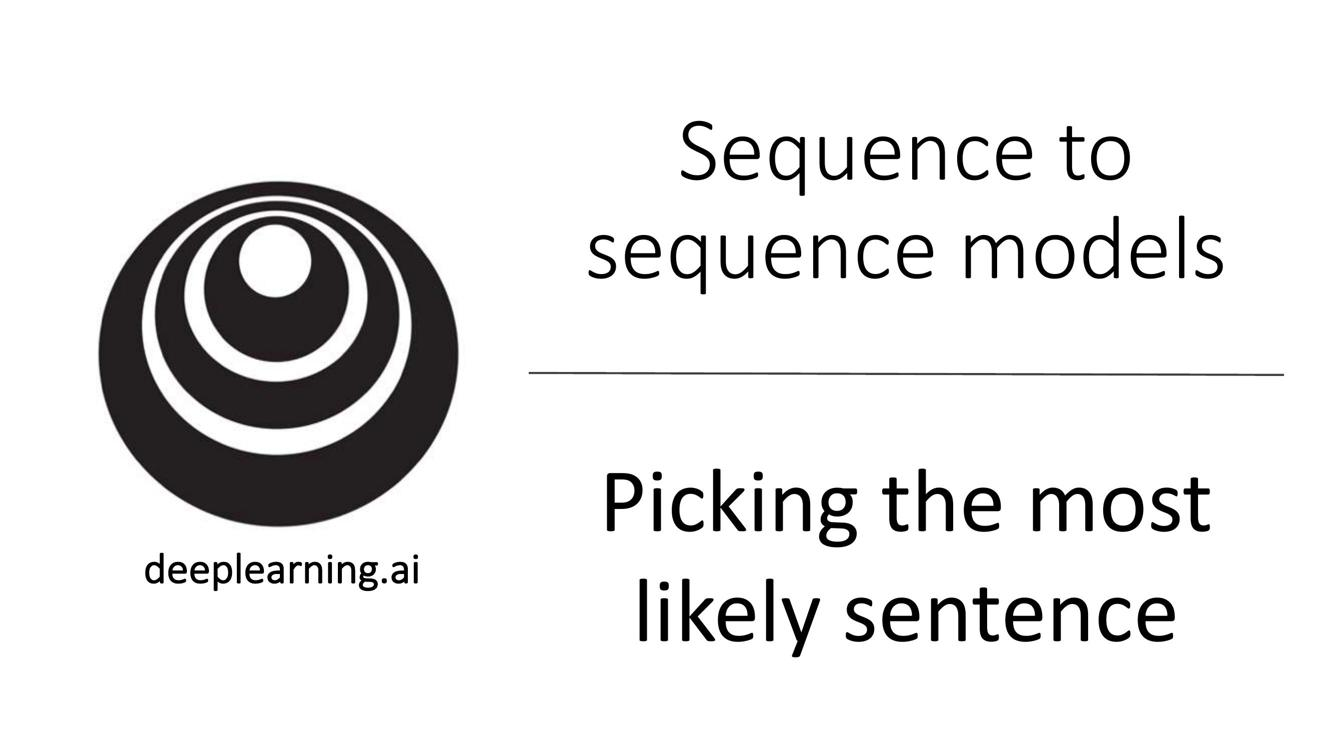 Sequence to
sequence models
Picking the most
likely sentence
deeplearning.ai